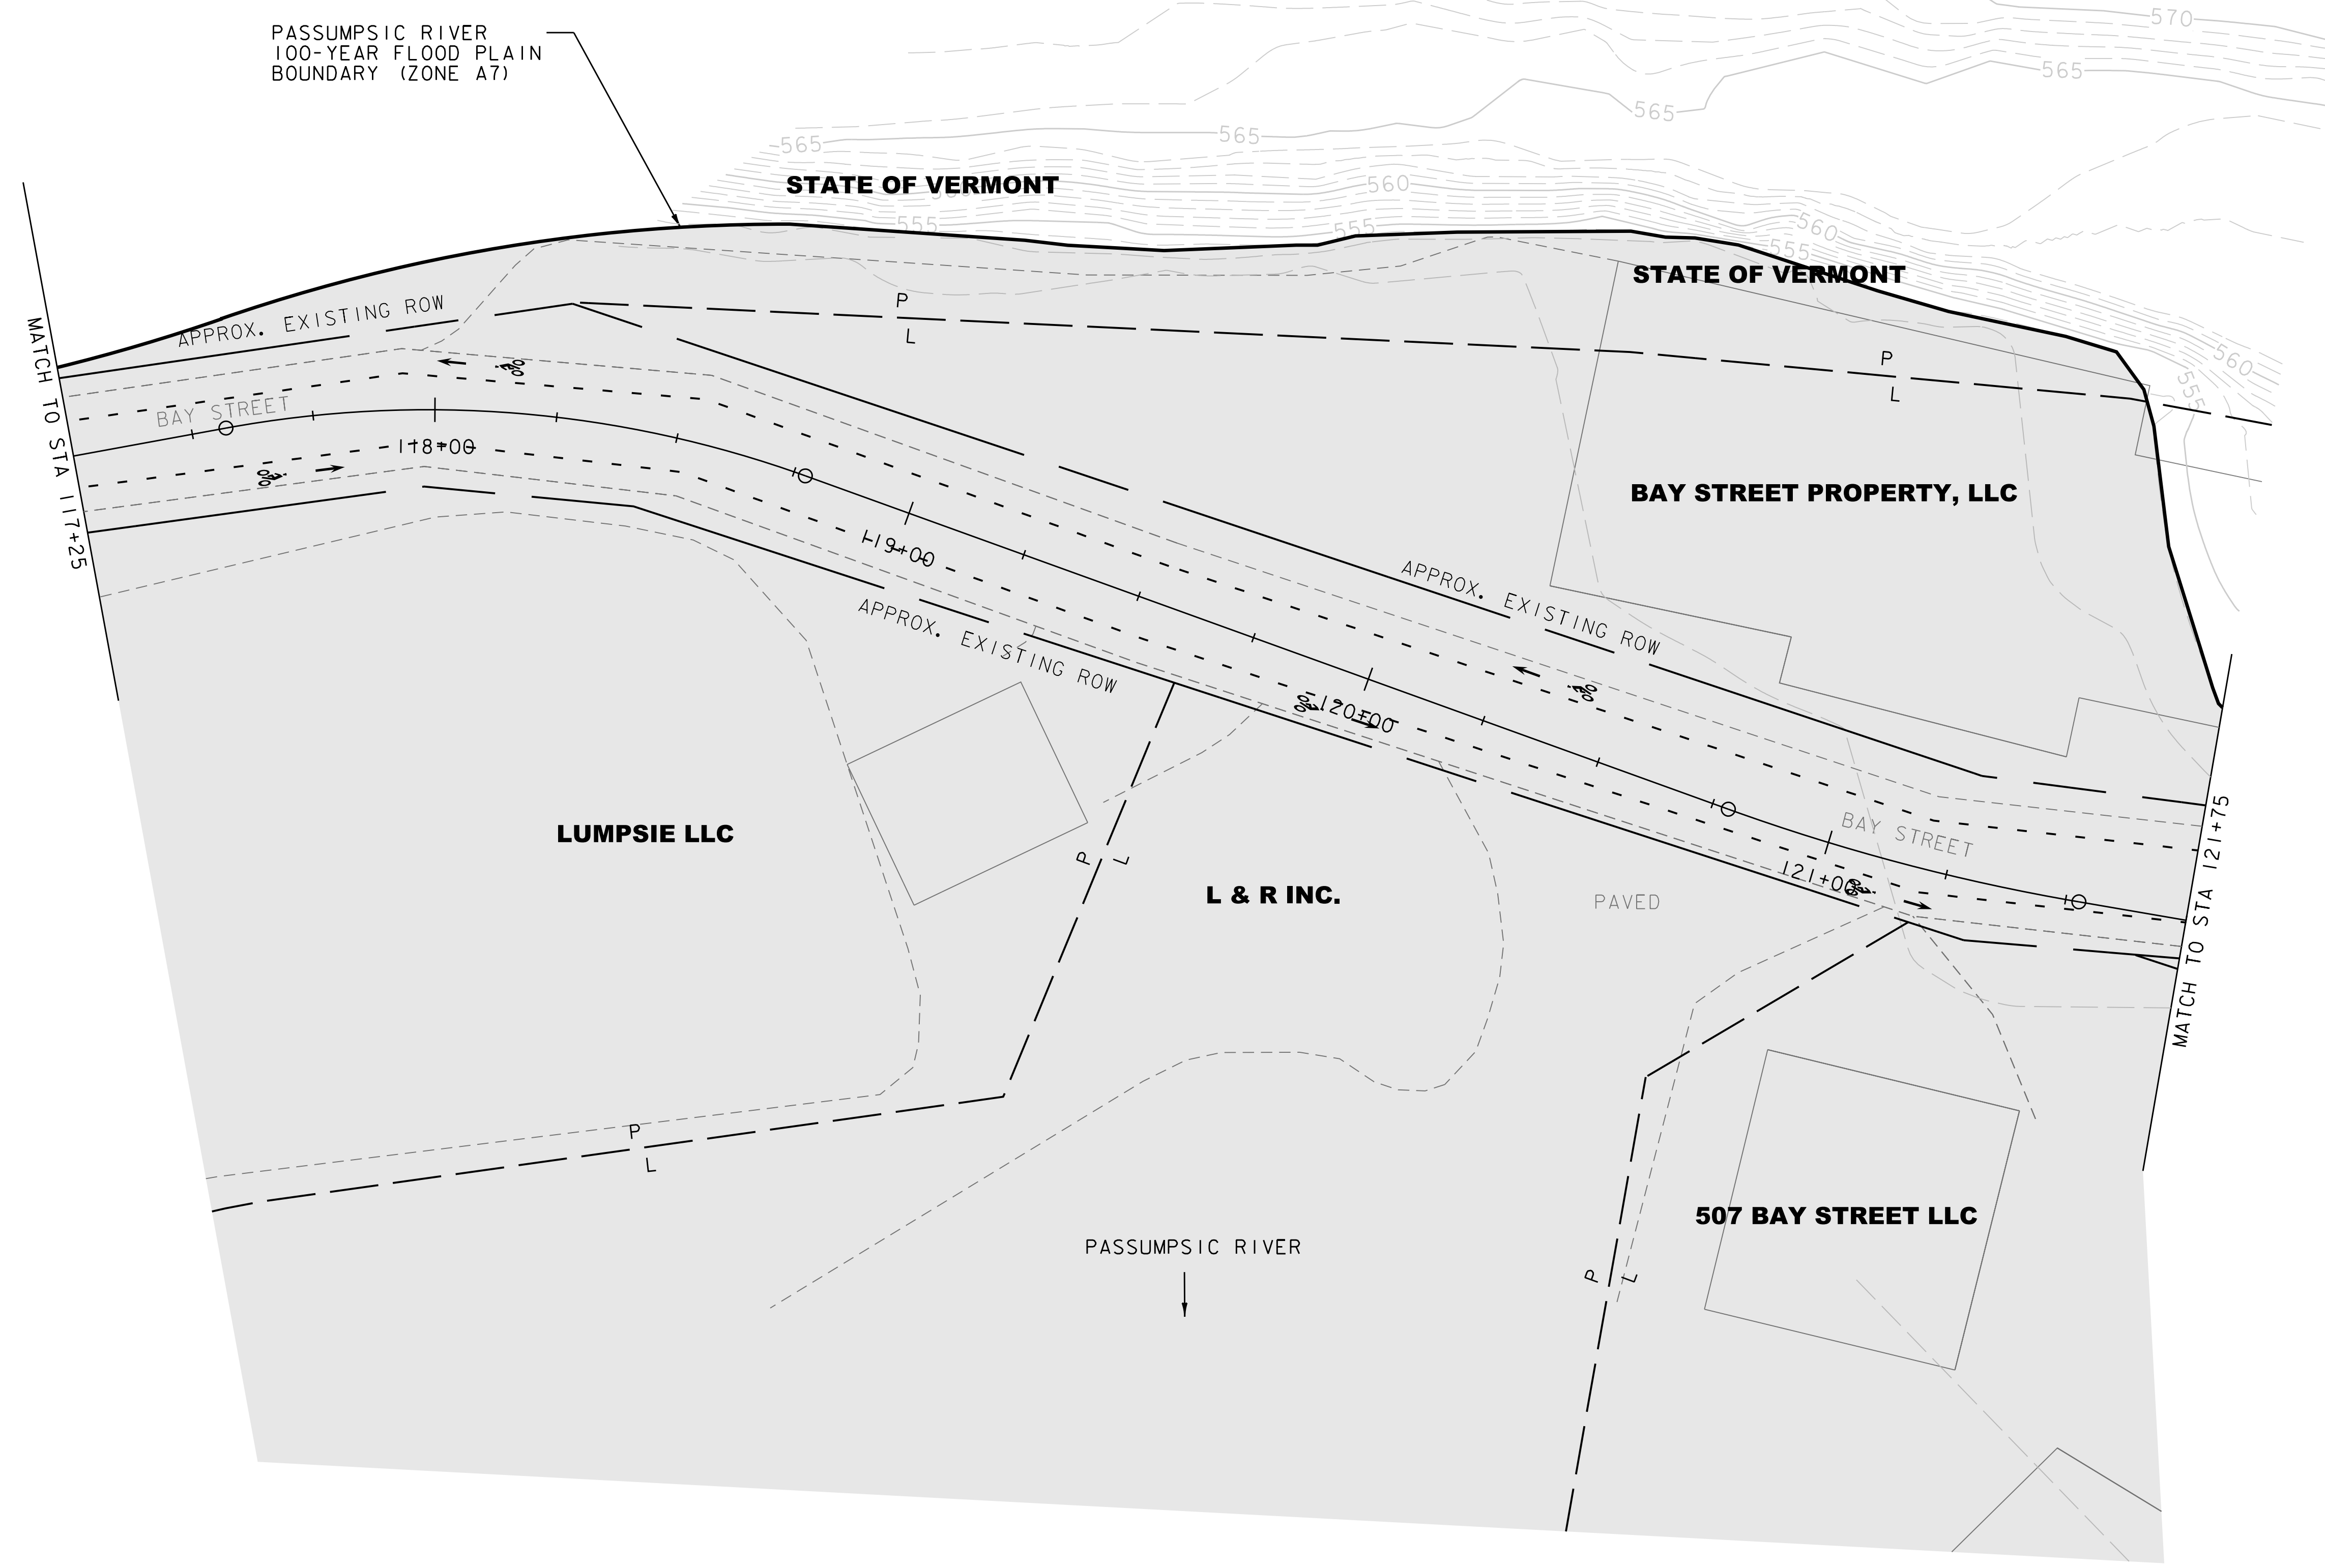 PASSUMPSIC RIVER
100-YEAR FLOOD PLAIN
BOUNDARY (ZONE A7)
570
565
565
565
565
STATE OF VERMONT
560
555
555
560
555
STATE OF VERMONT
560
555
APPROX. EXISTING ROW
P
L
P
L
MATCH TO STA 117+25
BAY STREET
118+00
BAY STREET PROPERTY, LLC
119+00
APPROX. EXISTING ROW
APPROX. EXISTING ROW
120+00
BAY STREET
121+00
MATCH TO STA 121+75
LUMPSIE LLC
P
L
L & R INC.
PAVED
P
L
507 BAY STREET LLC
PASSUMPSIC RIVER
P
L